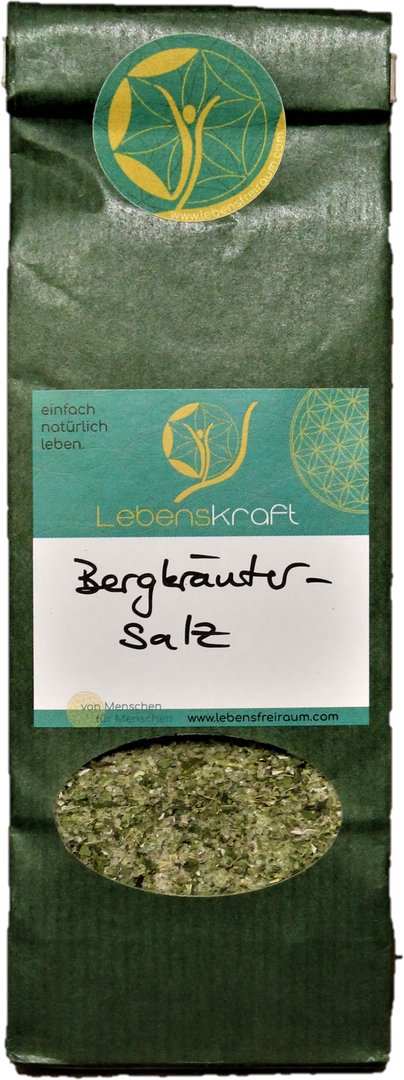 www.lebensfreiraum.com
einfach
natürlich
leben.
Lebenskraft
Bergkräuter-
Salz
von Menschen
für Menschen
www.lebensfreiraum.com